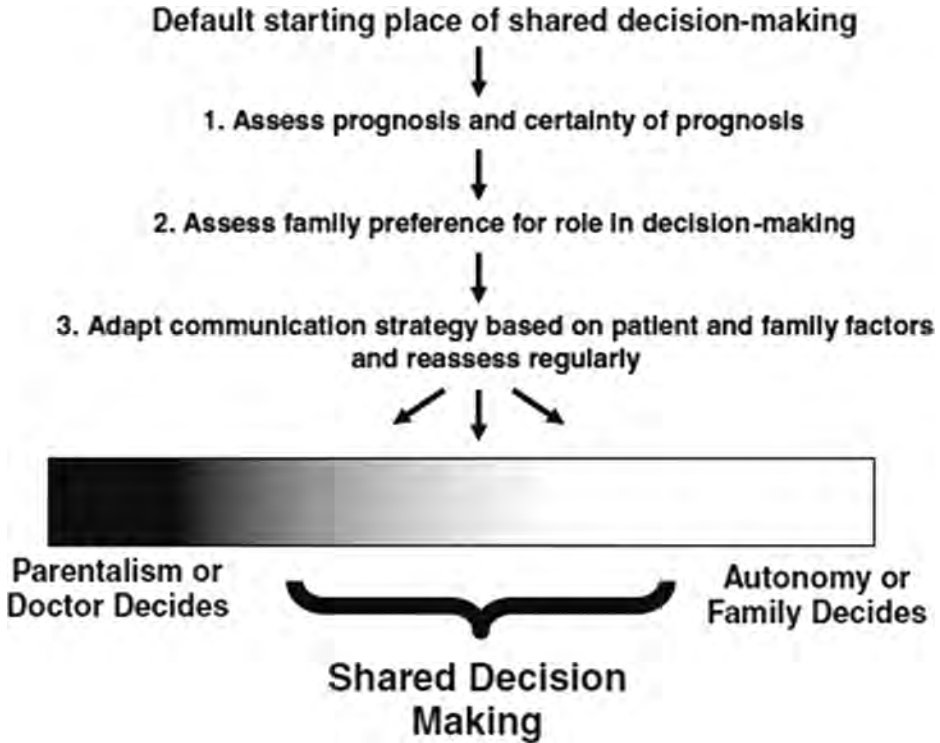 Default starting place of shared decision-making
1. Assess prognosis and certainty of prognosis
2. Assess family preference for role in decision-making
3. Adapt communication strategy based on patient and family factors
and reassess regularly
Parentalism or
Doctor Decides
Autonomy or
Family Decides
Shared Decision
Making